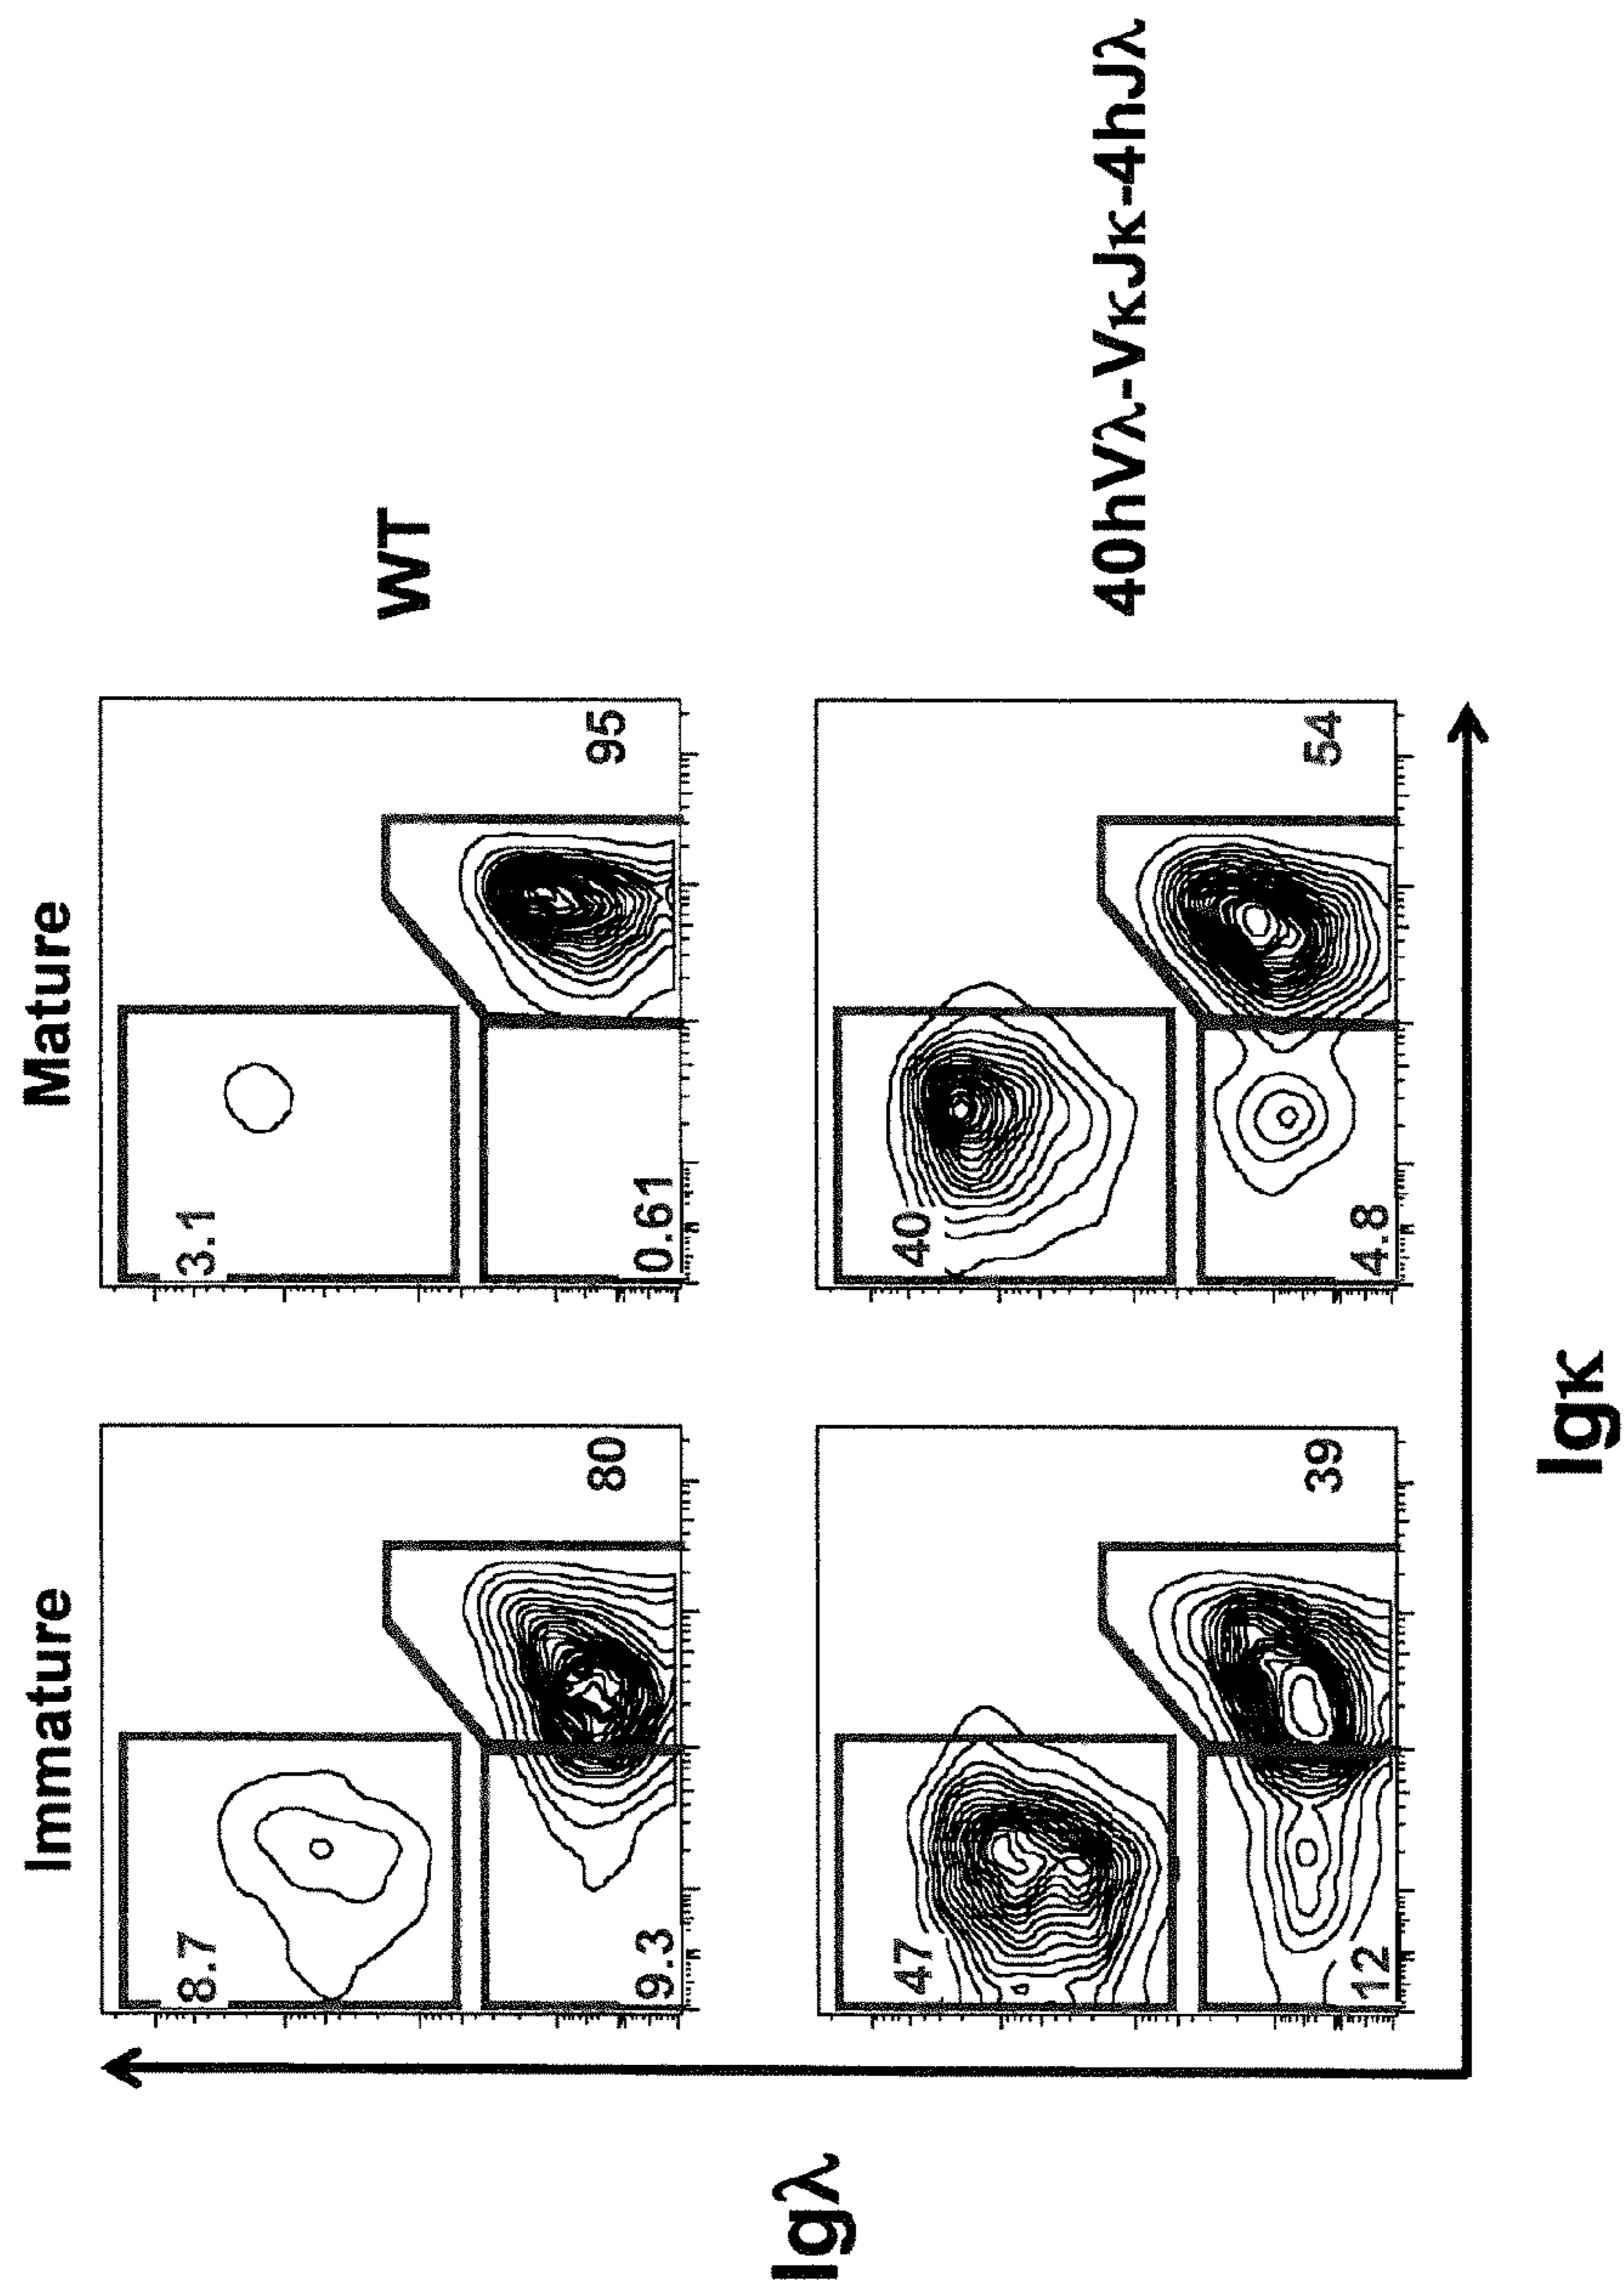 Immature
Mature
8.7
80
9.3
3.1
95
0.61
WT
47
39
12
40
54
4.8
40hVλ-VκJκ-4hJλ
Igλ
Igκ